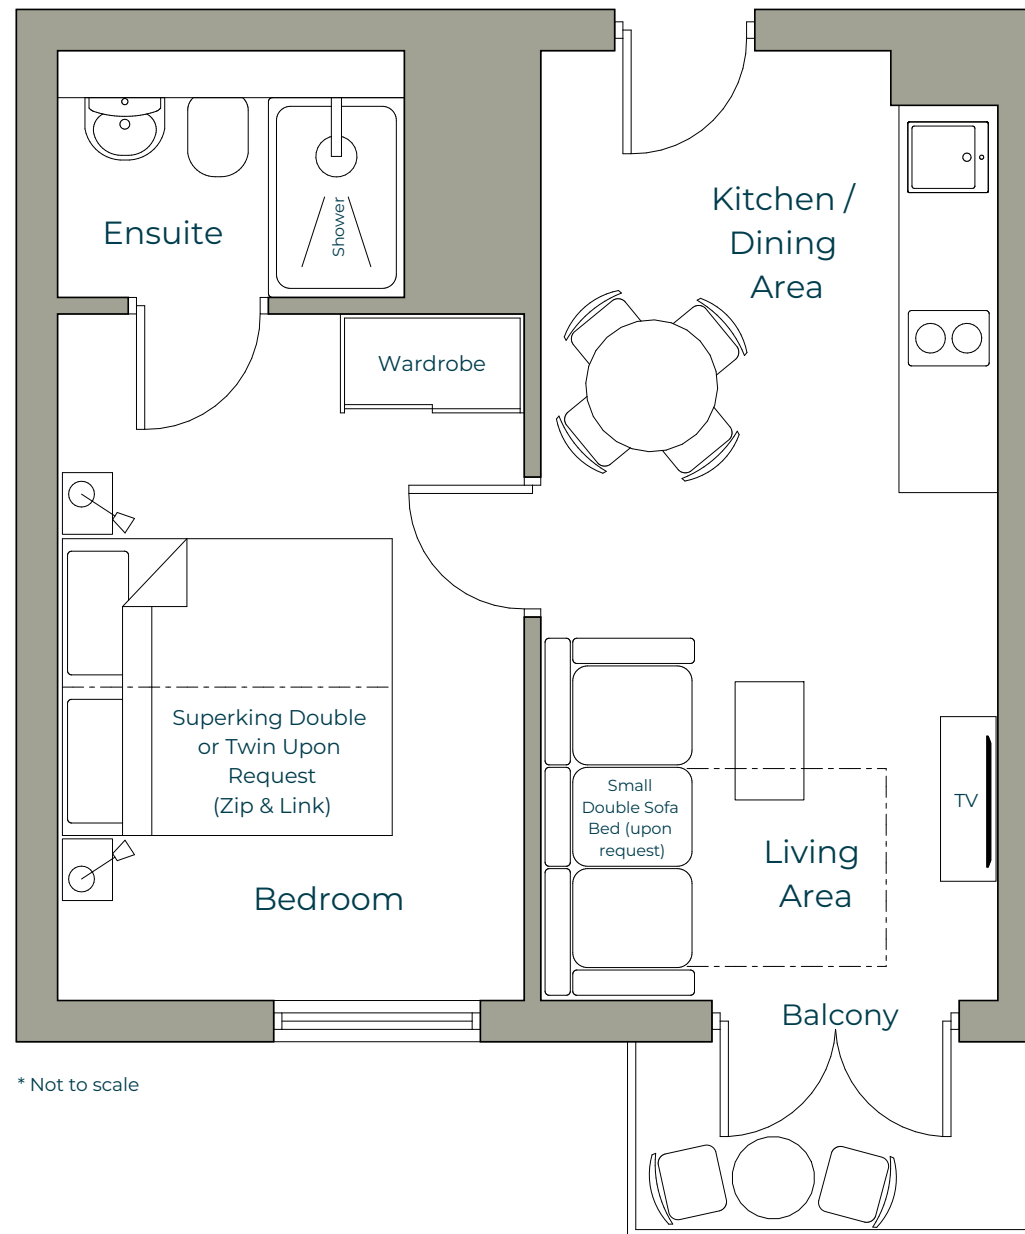 Ensuite
Shower
Kitchen /
Dining
Area
Wardrobe
Superking Double
or Twin Upon
Request
(Zip & Link)
Small
Double Sofa
Bed (upon
request)
TV
Living
Area
Bedroom
Balcony
* Not to scale